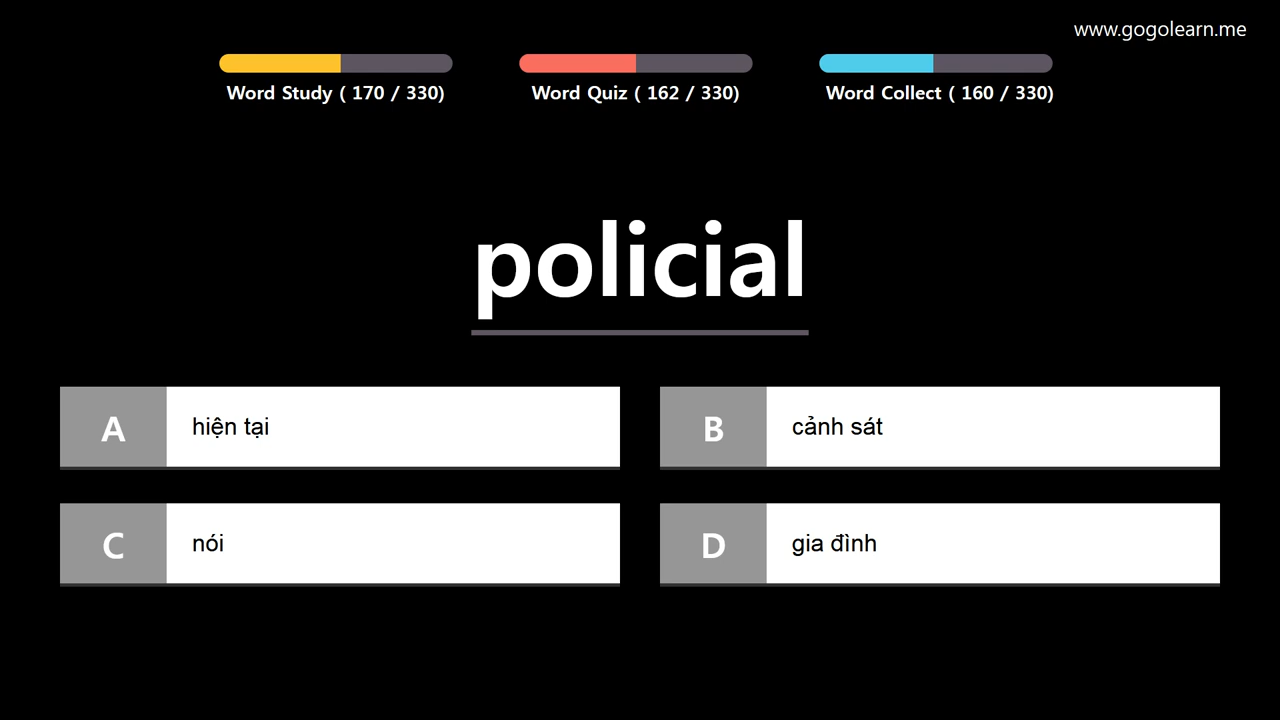 www.gogolearn.me
Word Study ( 170 / 330)
Word Quiz ( 162 / 330)
Word Collect ( 160 / 330)
policial
A hiện tại
B cảnh sát
C nói
D gia đình